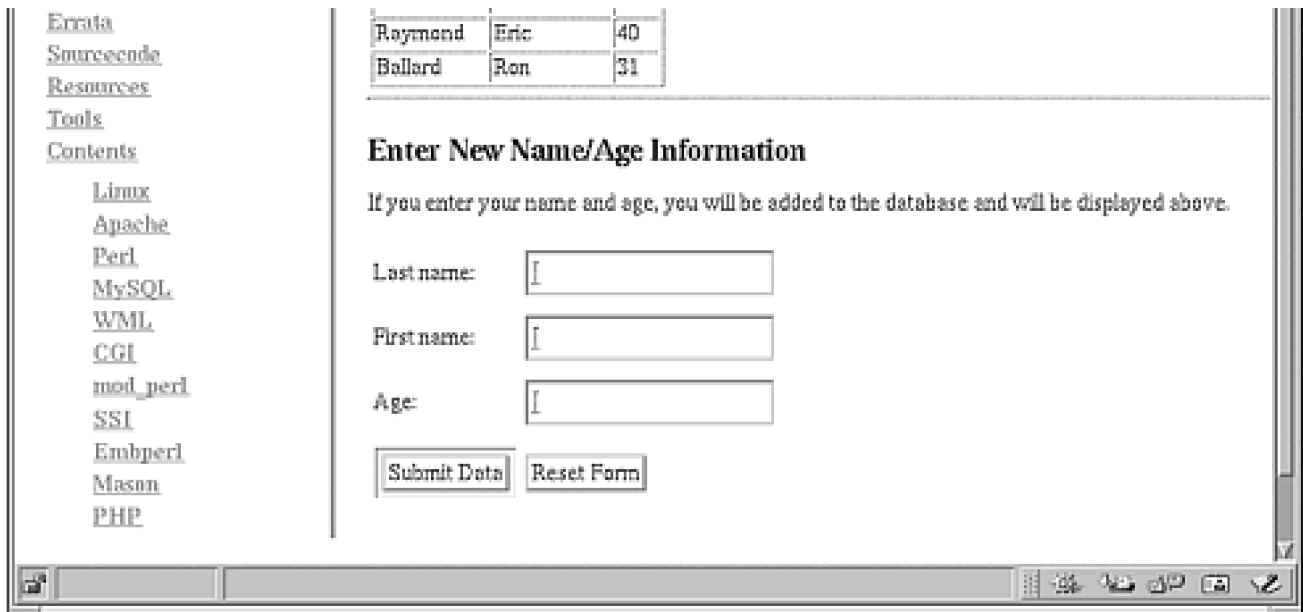 Errata
Sourcecode
Resources
Tools
Contents
Linux
Apache
Perl
MySQL
WML
CGI
mod_perl
SSI
Embperl
Mason
PHP
Raymond Eric 40
Ballard Ron 31
Enter New Name/Age Information
If you enter your name and age, you will be added to the database and will be displayed above.
Last name:
First name:
Age:
Submit Data Reset Form